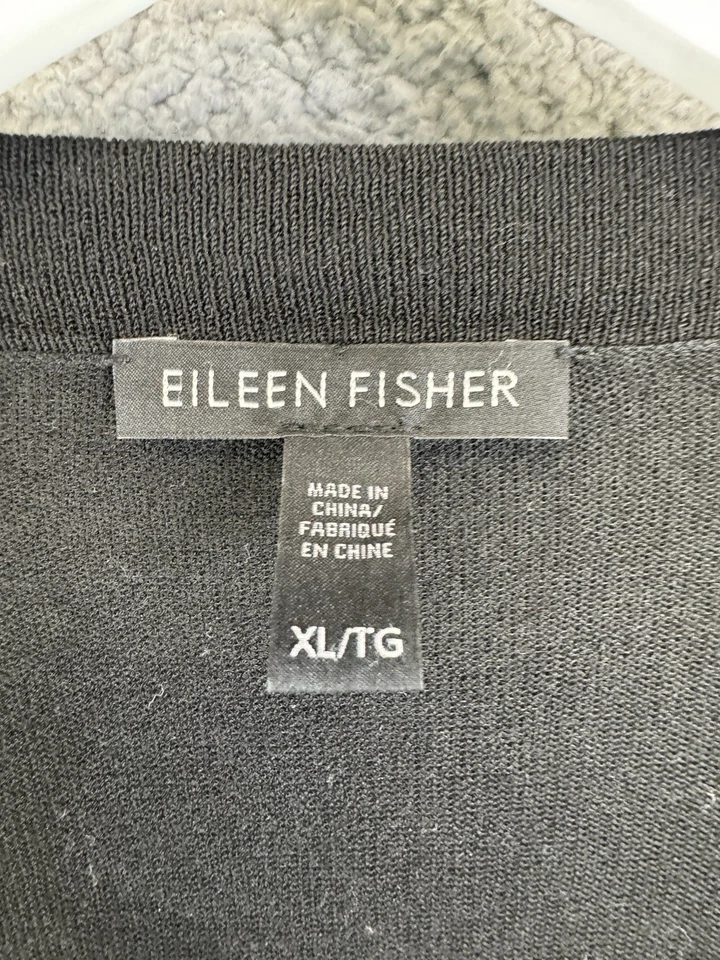 EILEEN FISHER
MADE IN
CHINA/
FABRIQUÉ
EN CHINE
XL/TG